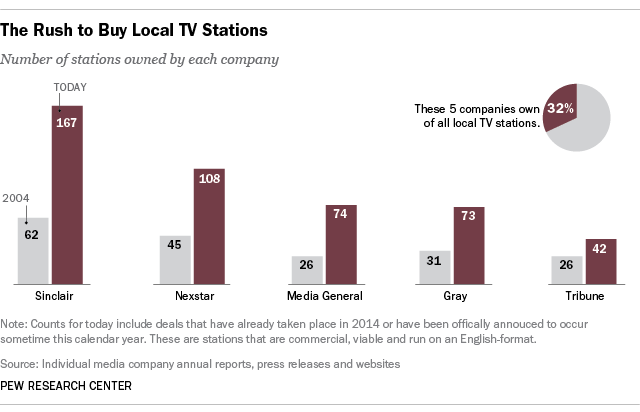 The Rush to Buy Local TV Stations
Number of stations owned by each company
TODAY
These 5 companies own
of all local TV stations.
32%
2004
62
167
45
108
26
74
31
73
26
42
Sinclair
Nexstar
Media General
Gray
Tribune
Note: Counts for today include deals that have already taken place in 2014 or have been offically annouced to occur
sometime this calendar year. These are stations that are commercial, viable and run on an English-format.
Source: Individual media company annual reports, press releases and websites
PEW RESEARCH CENTER